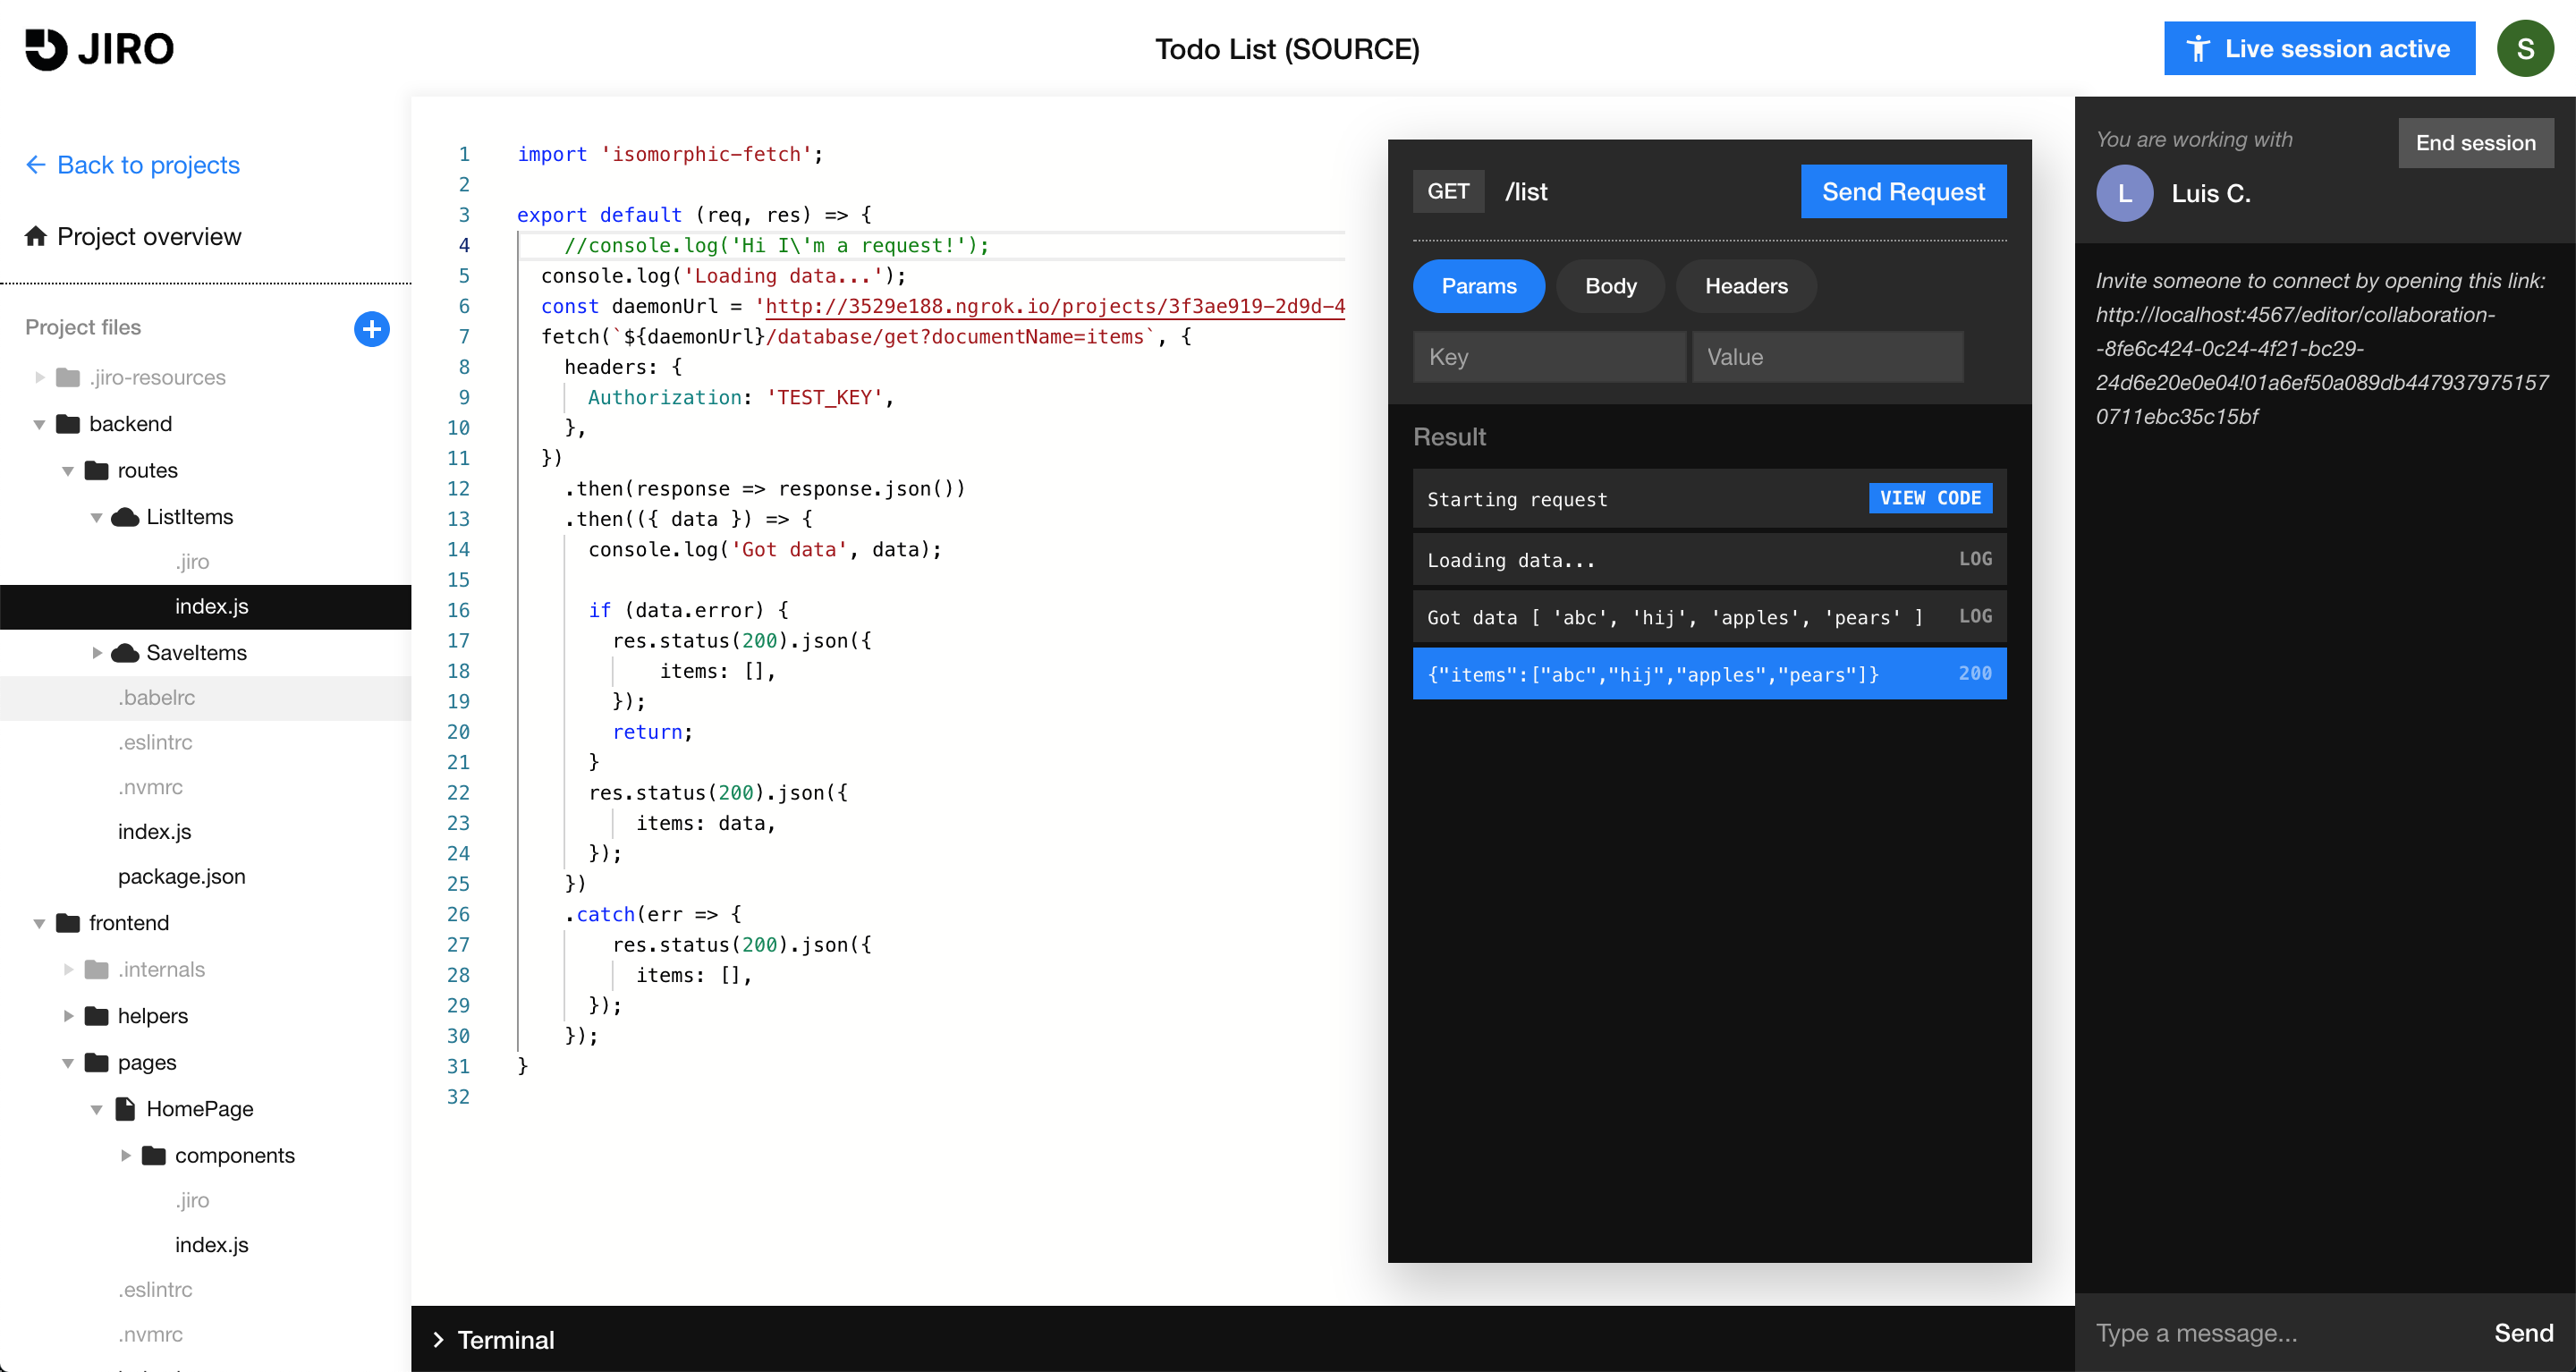 JIRO
Todo List (SOURCE)
Live session active
S
Back to projects
Project overview
Project files
.jiro-resources
backend
routes
ListItems
.jiro
index.js
SaveItems
.babelrc
.eslintrc
.nvmrc
index.js
package.json
frontend
.internals
helpers
pages
HomePage
components
.jiro
index.js
.eslintrc
.nvmrc
1 import 'isomorphic-fetch';
2
3 export default (req, res) => {
4 //console.log('Hi I\'m a request!');
5 console.log('Loading data...');
6 const daemonUrl = 'http://3529e188.ngrok.io/projects/3f3ae919-2d9d-4
7 fetch(`${daemonUrl}/database/get?documentName=items`, {
8 headers: {
9 Authorization: 'TEST_KEY',
10 },
11 })
12 .then(response => response.json())
13 .then(({ data }) => {
14 console.log('Got data', data);
15
16 if (data.error) {
17 res.status(200).json({
18 items: [],
19 });
20 return;
21 }
22 res.status(200).json({
23 items: data,
24 });
25 })
26 .catch(err => {
27 res.status(200).json({
28 items: [],
29 });
30 });
31 }
32
GET /list Send Request
Params Body Headers
Key Value
Result
Starting request VIEW CODE
Loading data... LOG
Got data [ 'abc', 'hij', 'apples', 'pears' ] LOG
{"items":["abc","hij","apples","pears"]} 200
Terminal
You are working with
End session
L Luis C.
Invite someone to connect by opening this link:
http://localhost:4567/editor/collaboration-
-8fe6c424-0c24-4f21-bc29-
24d6e20e0e04!01a6ef50a089db447937975157
0711ebc35c15bf
Type a message...
Send